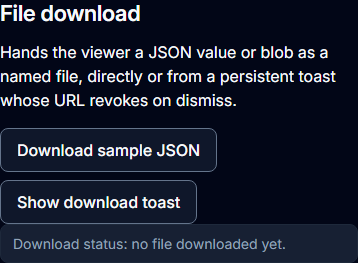 File download
Hands the viewer a JSON value or blob as a
named file, directly or from a persistent toast
whose URL revokes on dismiss.
Download sample JSON
Show download toast
Download status: no file downloaded yet.